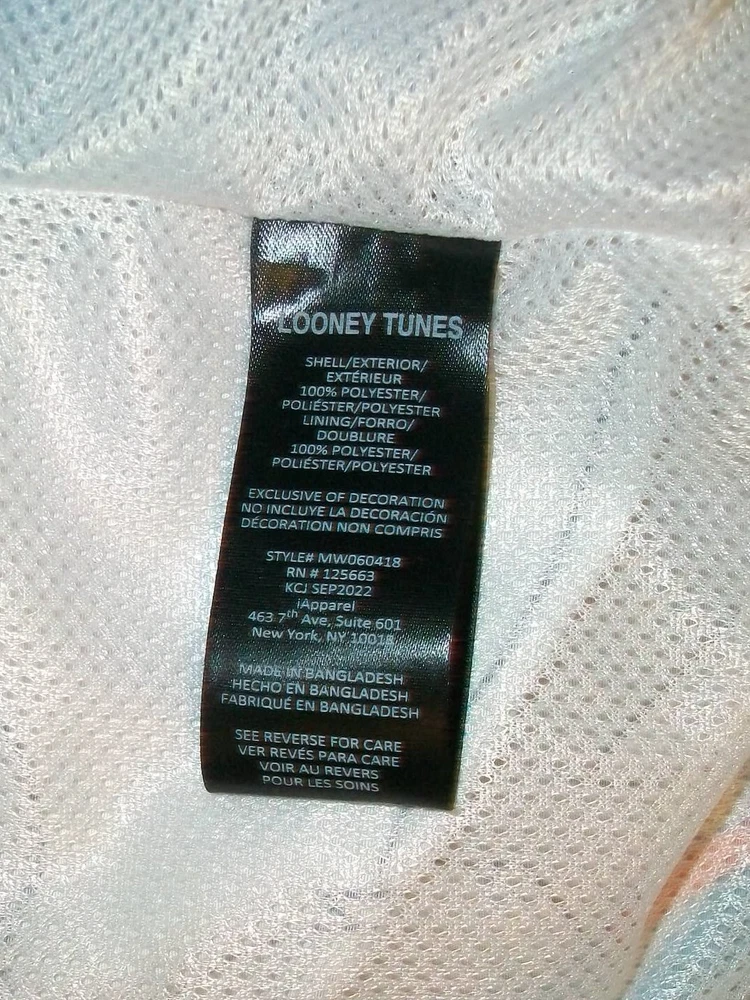 LOONEY TUNES
SHELL/EXTERIOR/
EXTÉRIEUR
100% POLYESTER/
POLIÉSTER/POLYESTER
LINING/FORRO/
DOUBLURE
100% POLYESTER/
POLIÉSTER/POLYESTER
EXCLUSIVE OF DECORATION
NO INCLUYE LA DECORACIÓN
DÉCORATION NON COMPRIS
STYLE# MW060418
RN # 125663
KCJ SEP2022
iApparel
463 7th Ave, Suite 601
New York, NY 10018
MADE IN BANGLADESH
HECHO EN BANGLADESH
FABRIQUÉ EN BANGLADESH
SEE REVERSE FOR CARE
VER REVÉS PARA CARE
VOIR AU REVERS
POUR LES SOINS